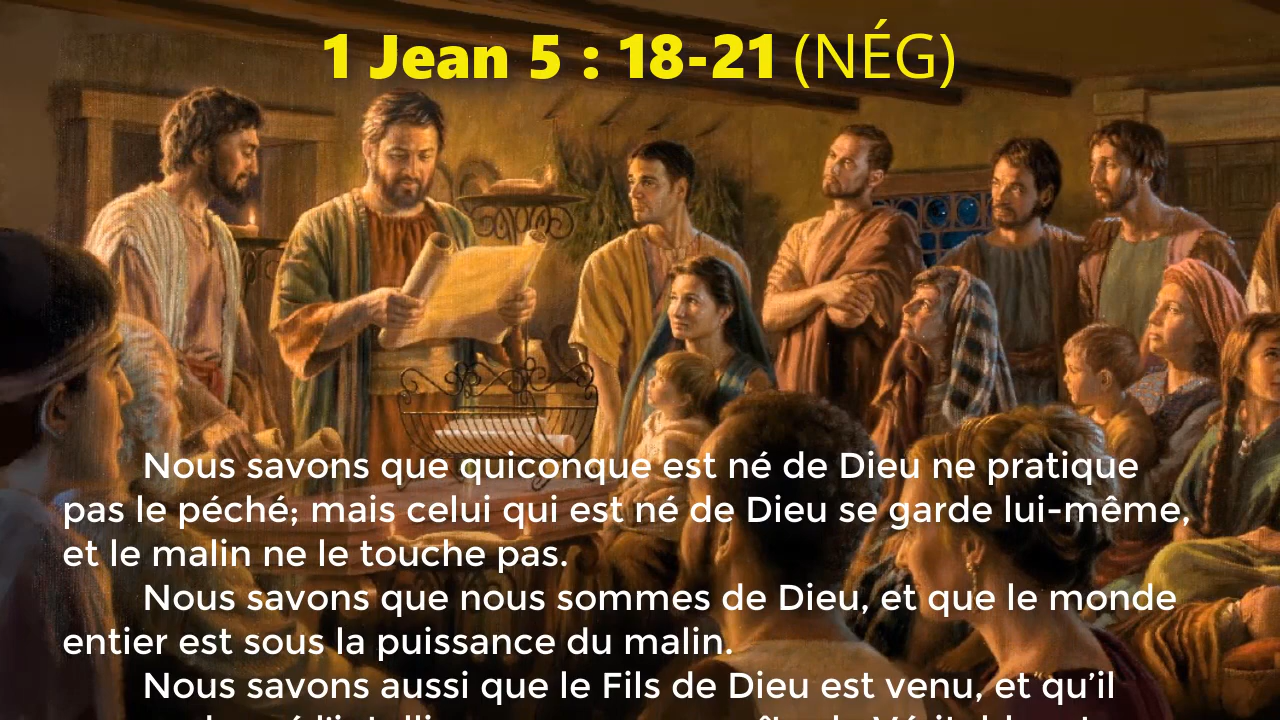 1 Jean 5 : 18-21 (NÉG)
Nous savons que quiconque est né de Dieu ne pratique
pas le péché; mais celui qui est né de Dieu se garde lui-même,
et le malin ne le touche pas.
Nous savons que nous sommes de Dieu, et que le monde
entier est sous la puissance du malin.
Nous savons aussi que le Fils de Dieu est venu, et qu’il